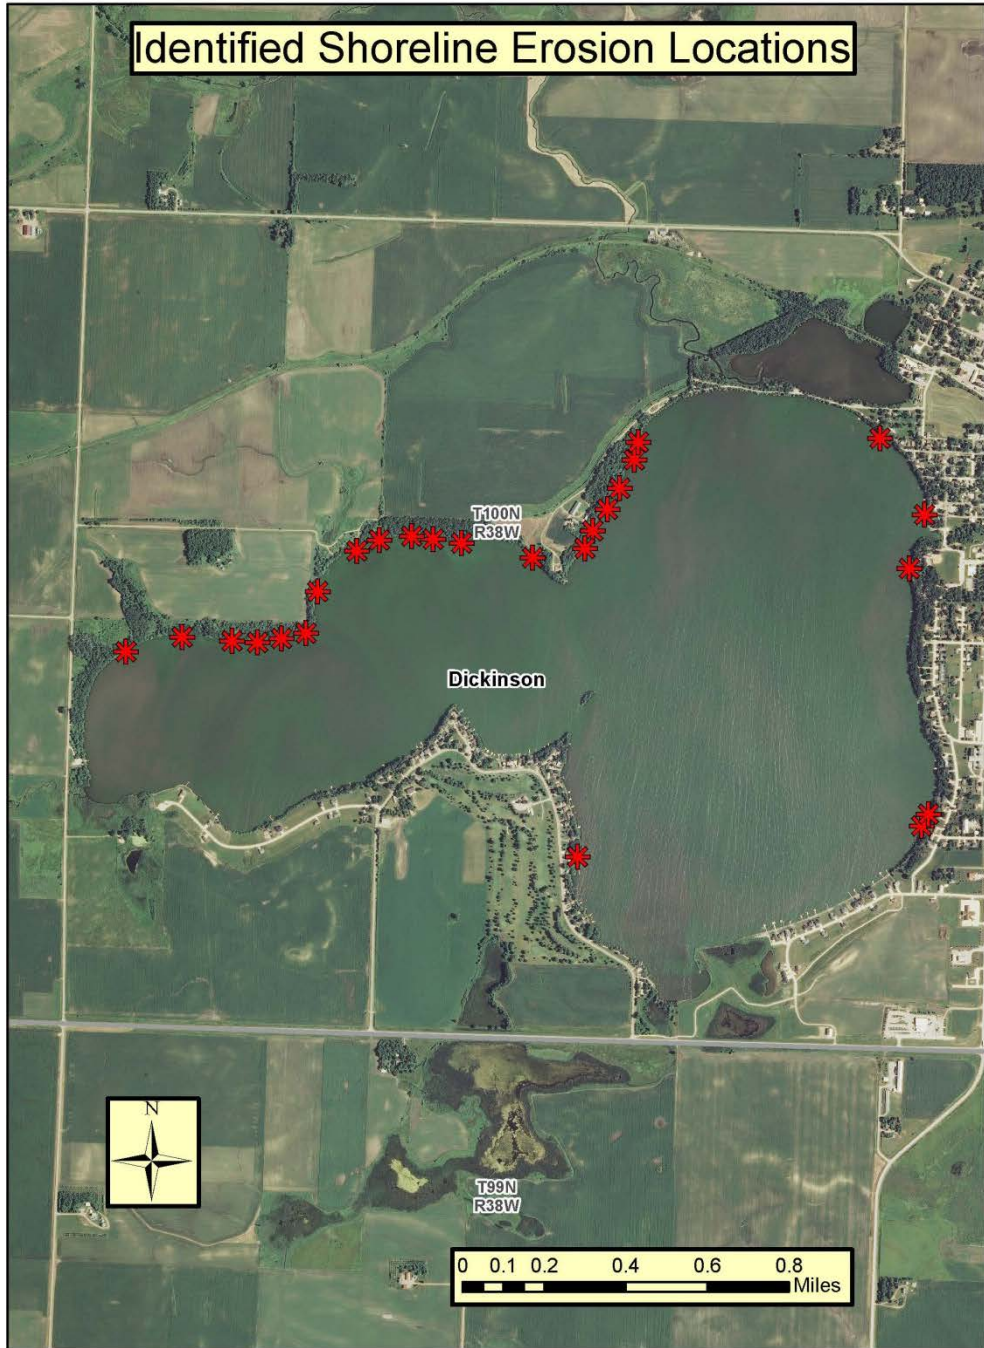 Identified Shoreline Erosion Locations
T100N
R38W
Dickinson
N
T99N
R38W
0 0.1 0.2 0.4 0.6 0.8
Miles